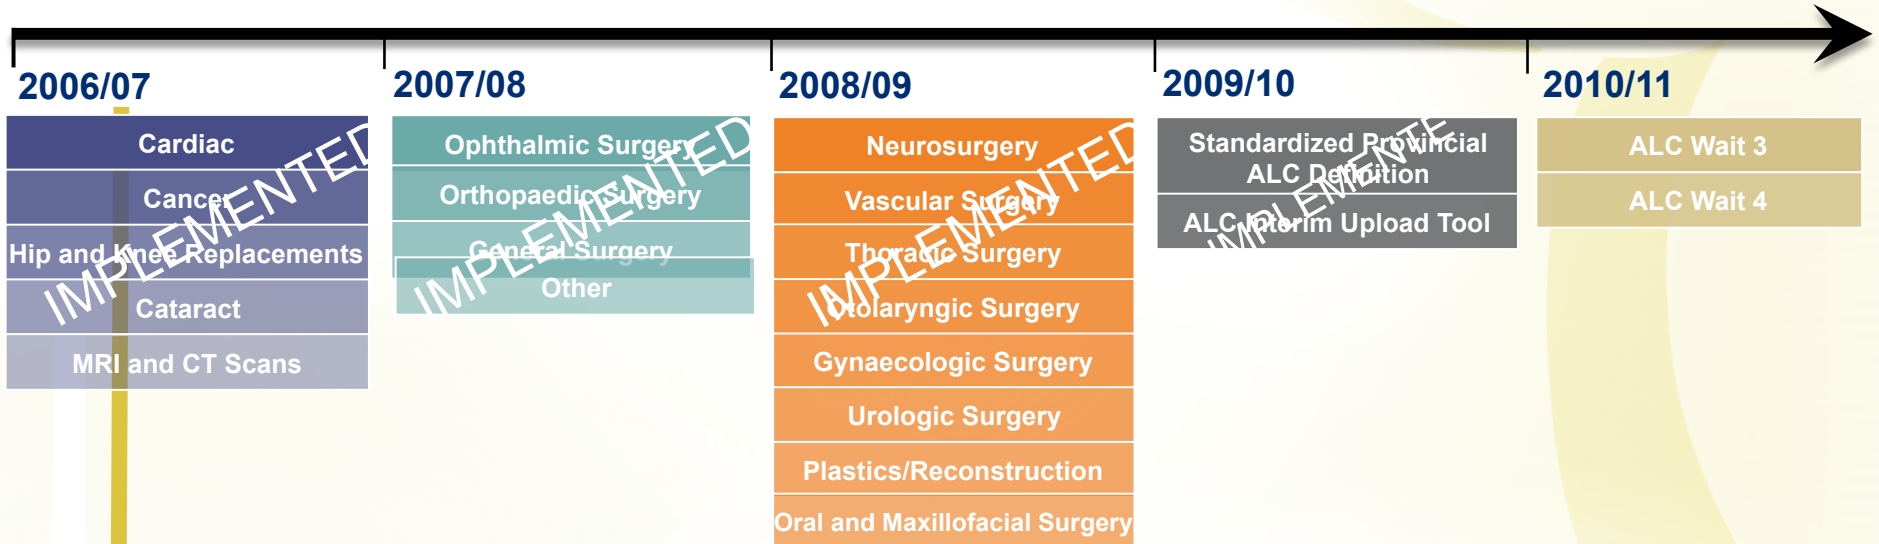 2006/07
Cardiac
Cancer
Hip and Knee Replacements
Cataract
MRI and CT Scans
IMPLEMENTED
2007/08
Ophthalmic Surgery
Orthopaedic Surgery
General Surgery
Other
IMPLEMENTED
2008/09
Neurosurgery
Vascular Surgery
Thoracic Surgery
Otolaryngic Surgery
Gynaecologic Surgery
Urologic Surgery
Plastics/Reconstruction
Oral and Maxillofacial Surgery
IMPLEMENTED
2009/10
Standardized Provincial
ALC Definition
ALC Interim Upload Tool
IMPLEMENTE
2010/11
ALC Wait 3
ALC Wait 4